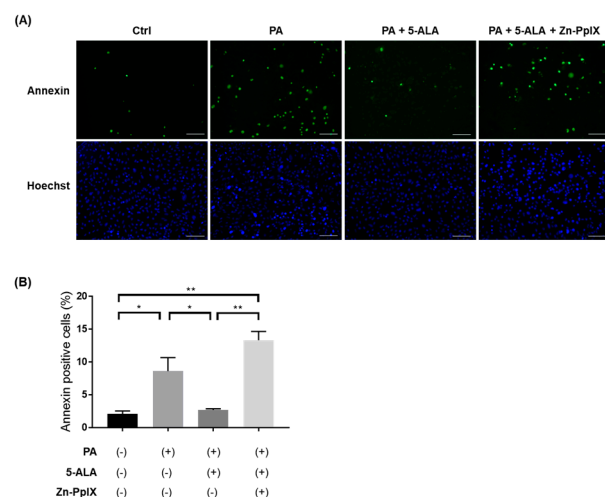 (A)
Ctrl PA PA + 5-ALA PA + 5-ALA + Zn-PpIX
Annexin
Hoechst
(B)
Annexin positive cells (%)
20
15
10
5
0
**
* * **
PA (-) (+) (+) (+)
5-ALA (-) (-) (+) (+)
Zn-PpIX (-) (-) (-) (+)